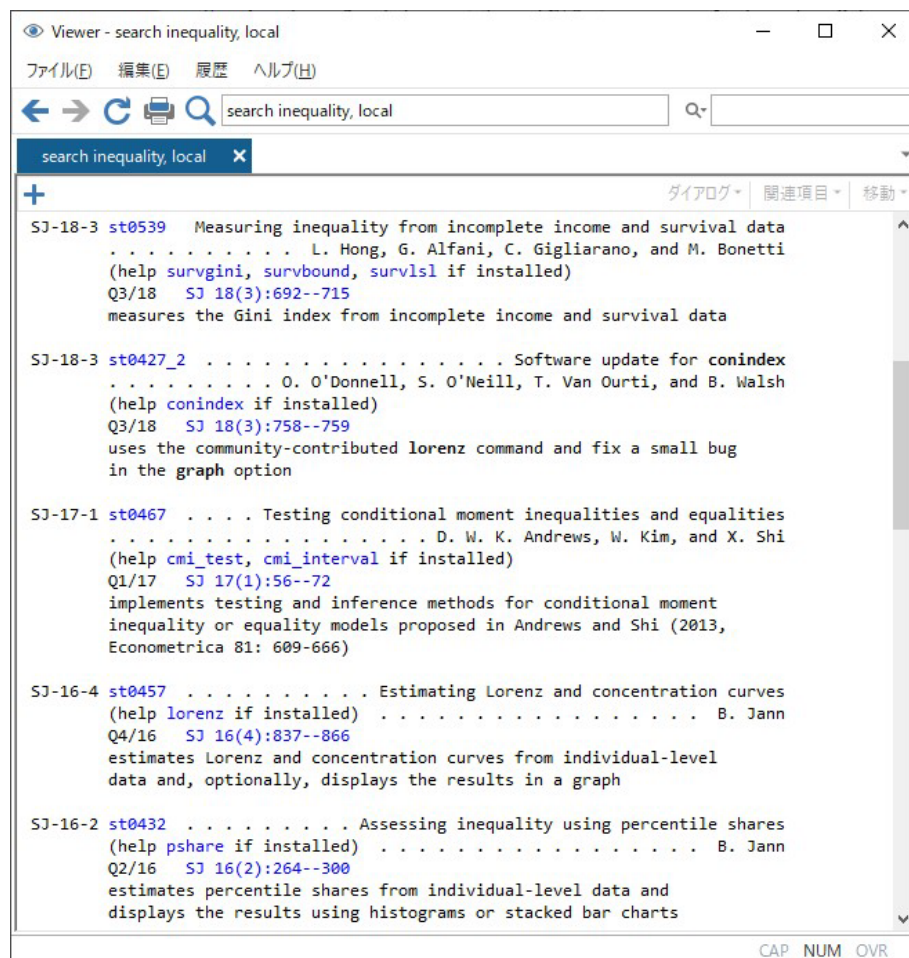 Viewer - search inequality, local
ファイル(F) 編集(E) 履歴 ヘルプ(H)
search inequality, local
search inequality, local
ダイアログ 関連項目 移動
SJ-18-3 st0539 Measuring inequality from incomplete income and survival data
. . . . . . . . . . L. Hong, G. Alfani, C. Gigliarano, and M. Bonetti
(help survgini, survbound, survlsl if installed)
Q3/18 SJ 18(3):692--715
measures the Gini index from incomplete income and survival data
SJ-18-3 st0427_2 . . . . . . . . . . . . . . . . . Software update for conindex
. . . . . . . . . O. O'Donnell, S. O'Neill, T. Van Ourti, and B. Walsh
(help conindex if installed)
Q3/18 SJ 18(3):758--759
uses the community-contributed lorenz command and fix a small bug
in the graph option
SJ-17-1 st0467 . . . . Testing conditional moment inequalities and equalities
. . . . . . . . . . . . . . . . . . D. W. K. Andrews, W. Kim, and X. Shi
(help cmi_test, cmi_interval if installed)
Q1/17 SJ 17(1):56--72
implements testing and inference methods for conditional moment
inequality or equality models proposed in Andrews and Shi (2013,
Econometrica 81: 609-666)
SJ-16-4 st0457 . . . . . . . . . . Estimating Lorenz and concentration curves
(help lorenz if installed) . . . . . . . . . . . . . . . . . . B. Jann
Q4/16 SJ 16(4):837--866
estimates Lorenz and concentration curves from individual-level
data and, optionally, displays the results in a graph
SJ-16-2 st0432 . . . . . . . . . Assessing inequality using percentile shares
(help pshare if installed) . . . . . . . . . . . . . . . . . . B. Jann
Q2/16 SJ 16(2):264--300
estimates percentile shares from individual-level data and
displays the results using histograms or stacked bar charts
CAP NUM OVR